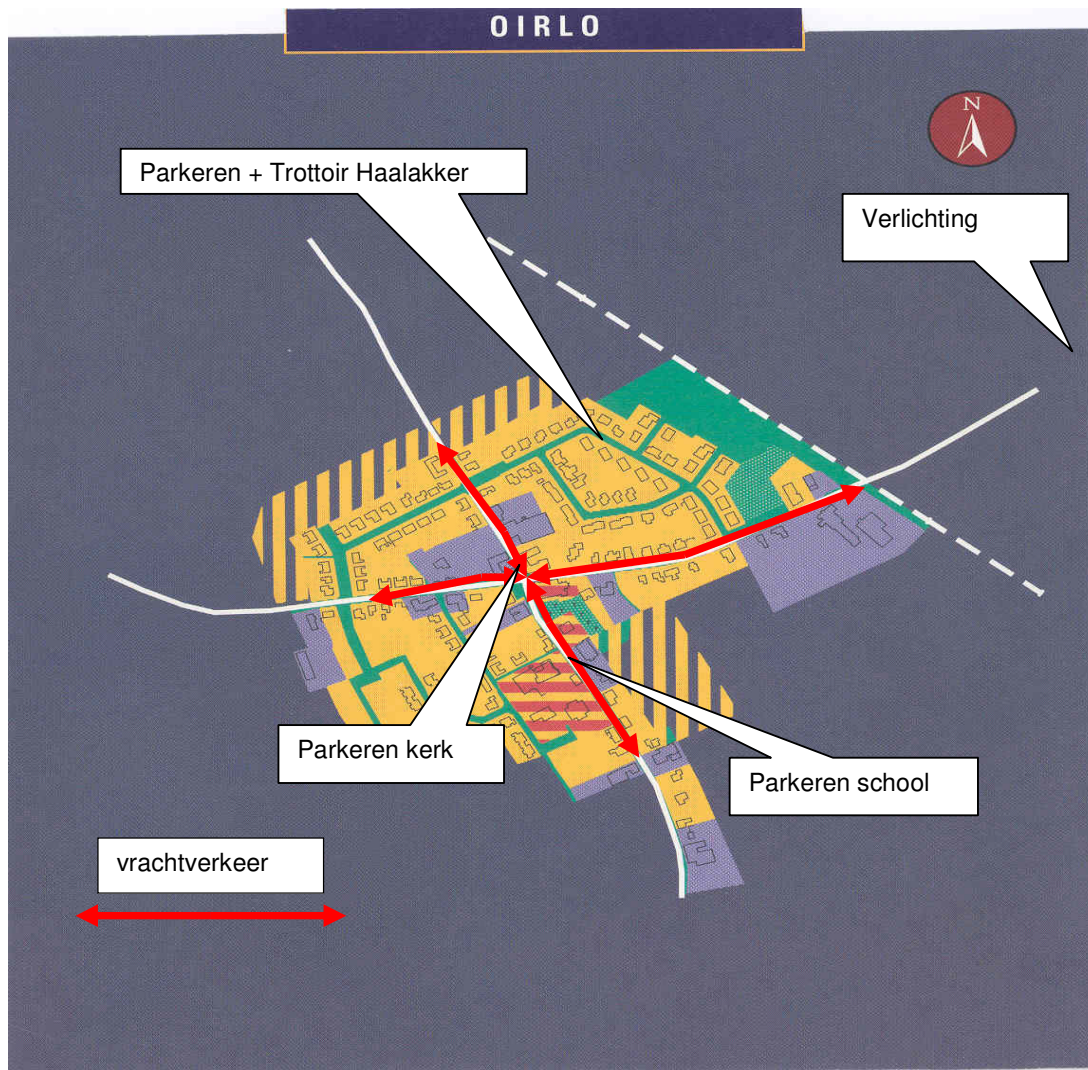 OIRLO
N
Parkeren + Trottoir Haalakker
Verlichting
Parkeren kerk
Parkeren school
vrachtverkeer